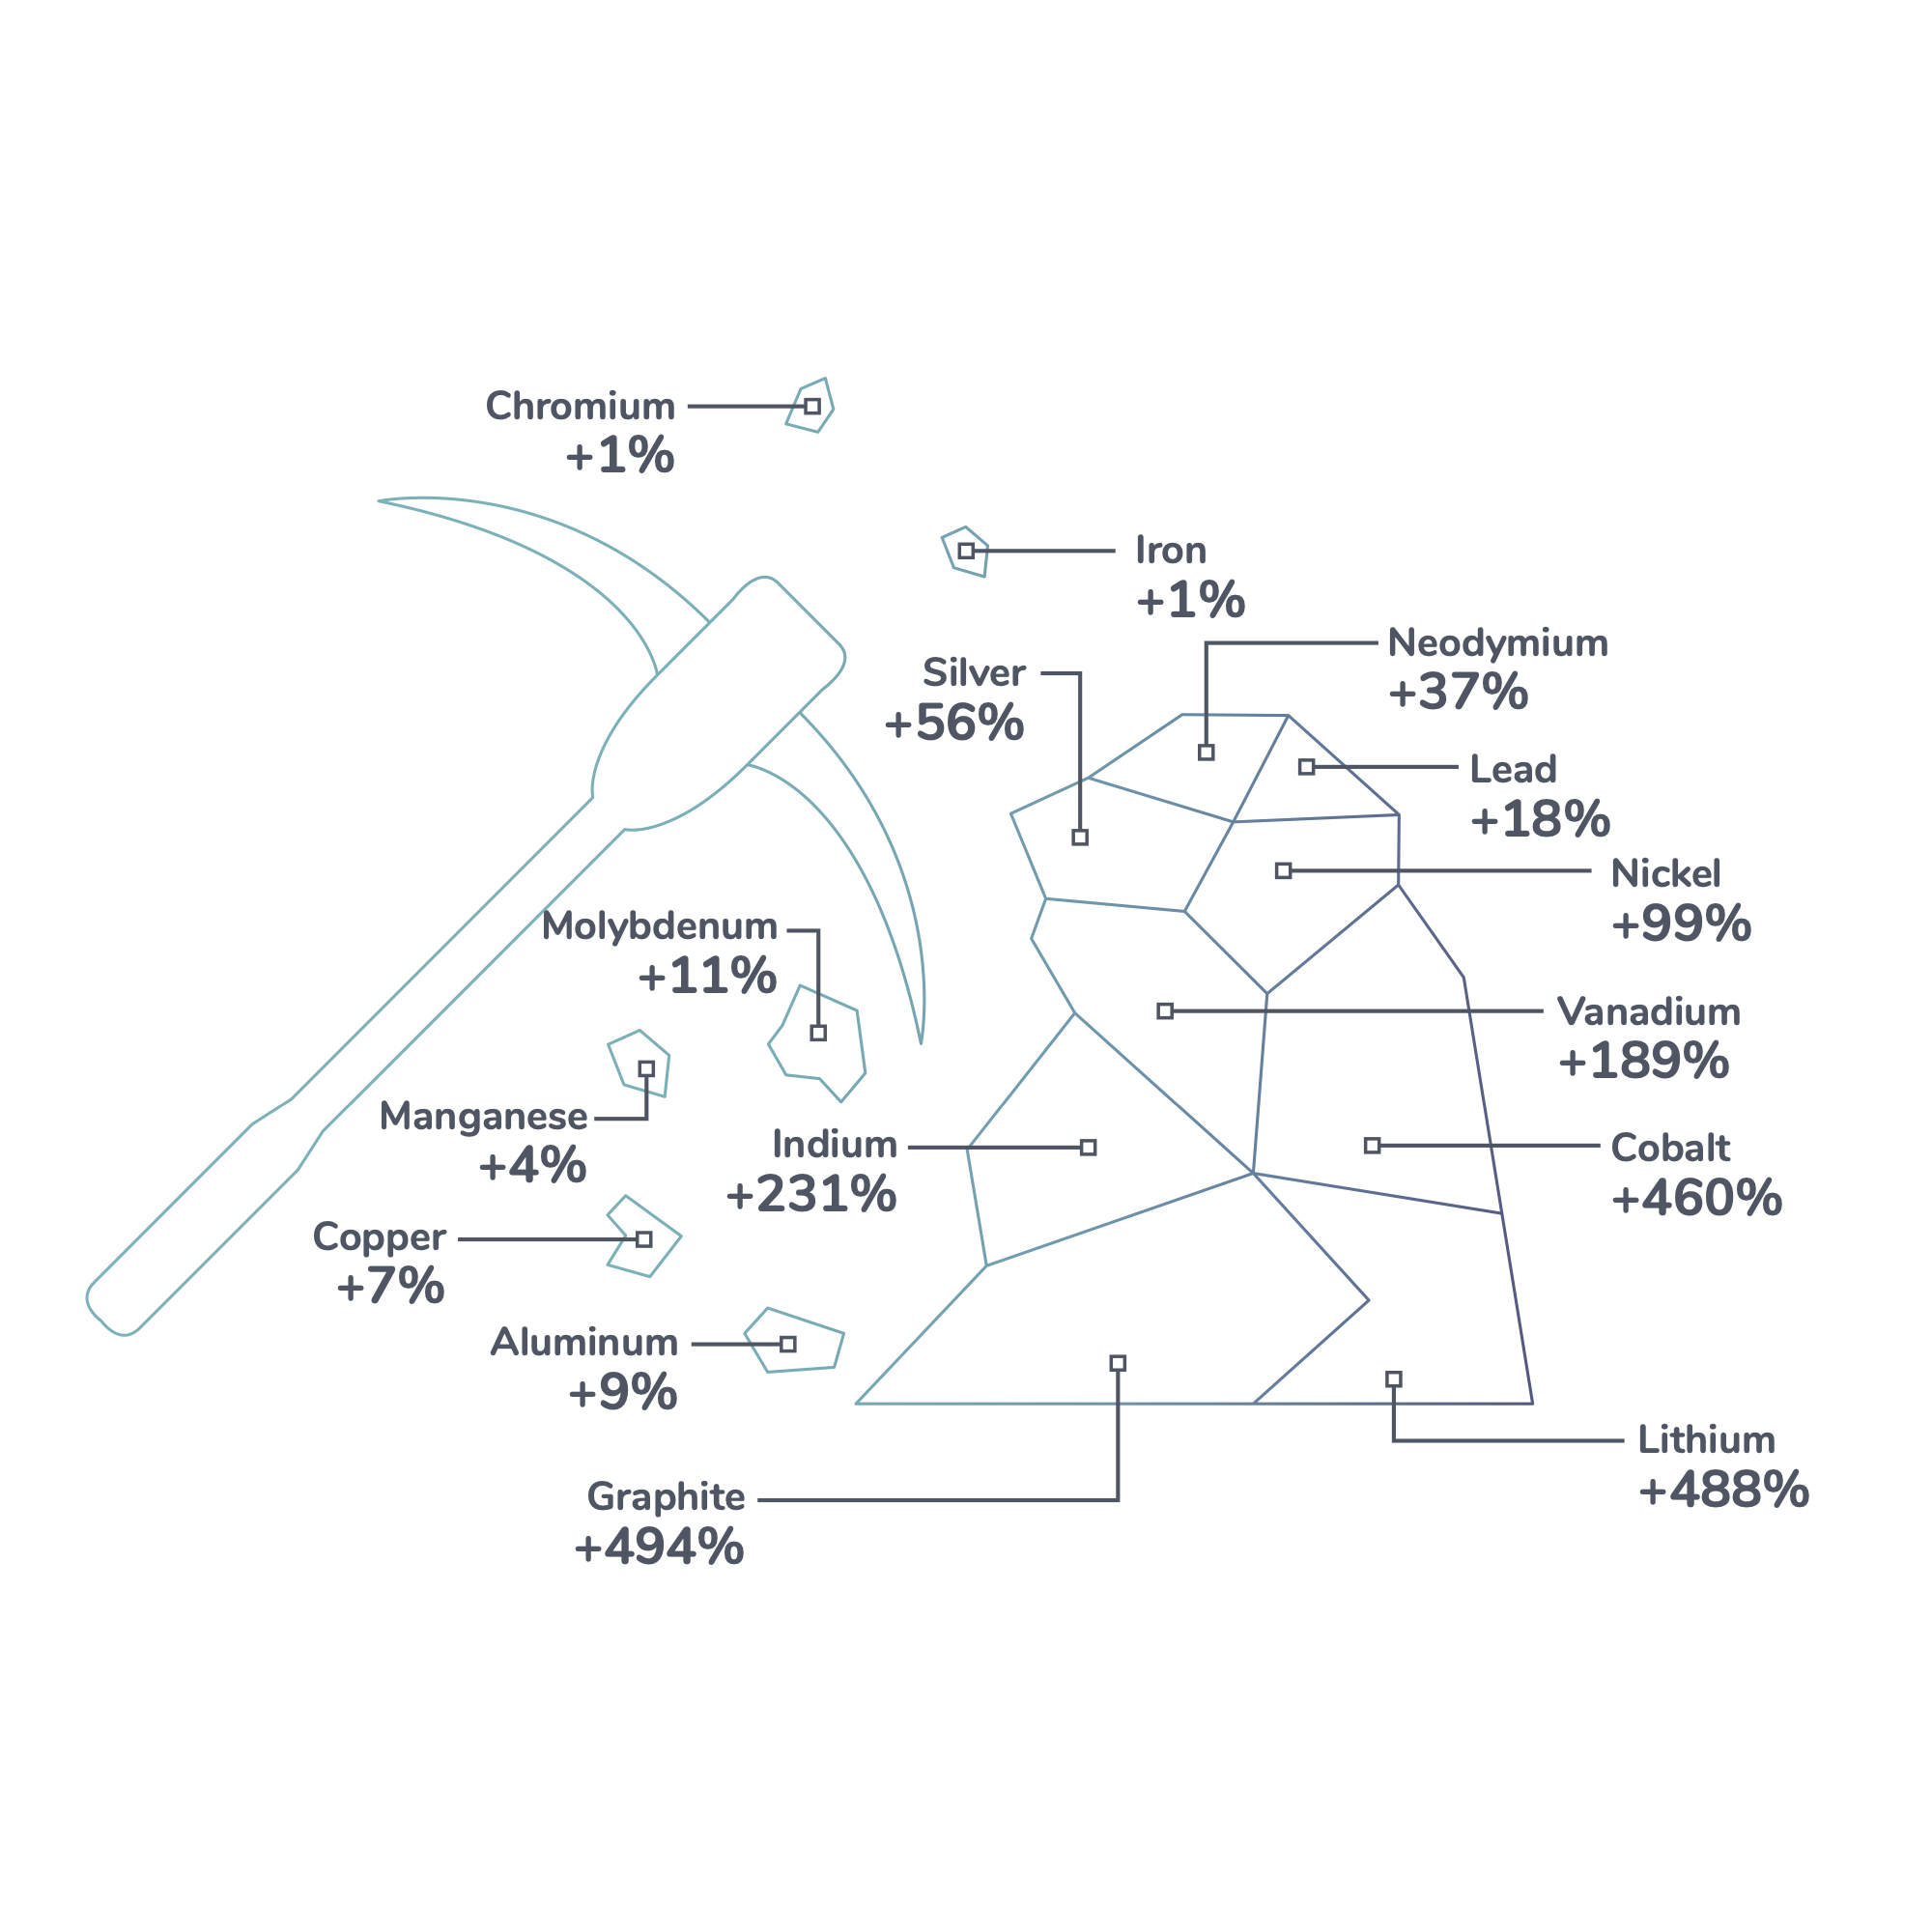 Chromium
+1%
Iron
+1%
Neodymium
+37%
Silver
+56%
Lead
+18%
Nickel
+99%
Molybdenum
+11%
Vanadium
+189%
Manganese
+4%
Indium
+231%
Cobalt
+460%
Copper
+7%
Aluminum
+9%
Lithium
+488%
Graphite
+494%